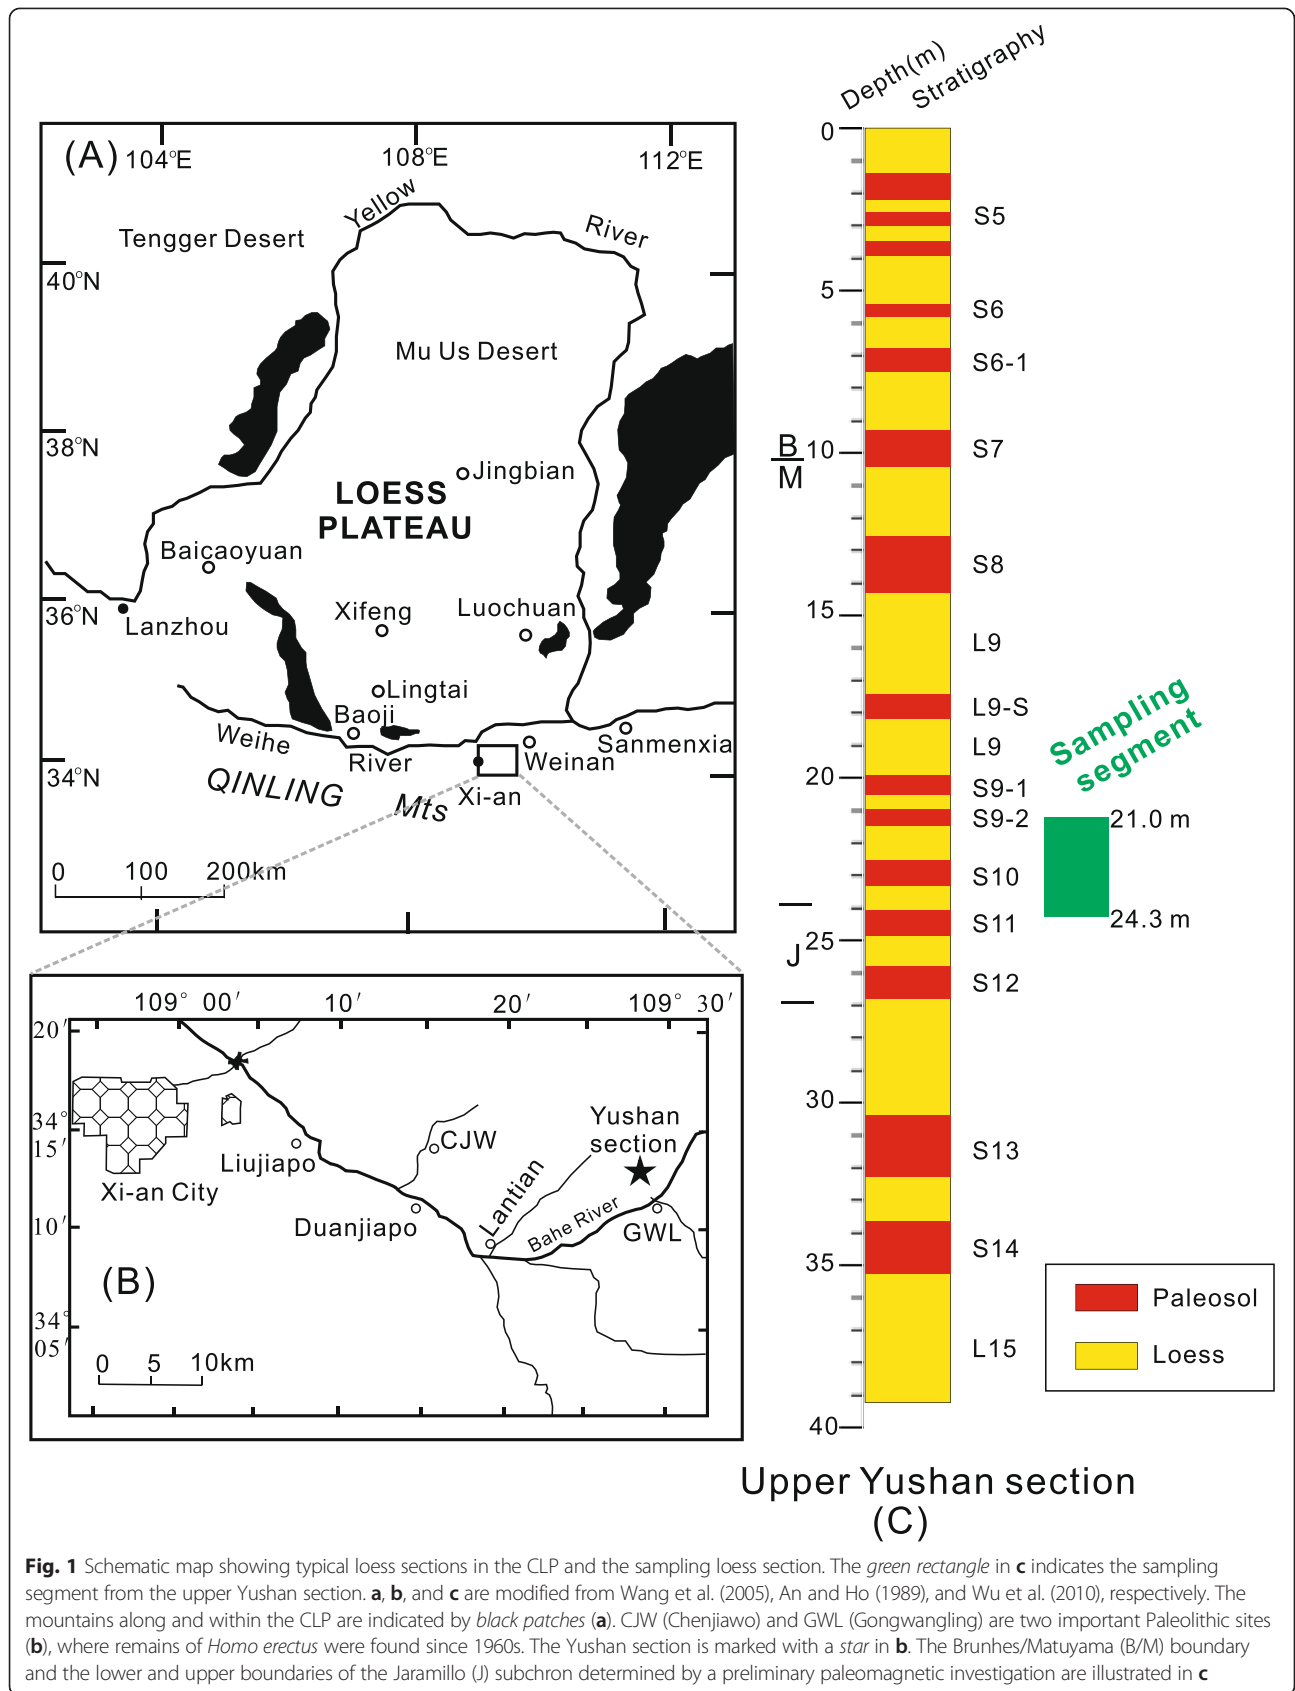 (A)
104°E
108°E
112°E
Yellow
River
Tengger Desert
40°N
Mu Us Desert
38°N
Jingbian
LOESS
PLATEAU
Baicaoyuan
36°N
Lanzhou
Xifeng
Luochuan
Lingtai
Baoji
Weihe
River
Sanmenxia
Weinan
34°N
QINLING
Mts
Xi-an
0 100 200km
109° 00′ 10′ 20′ 109° 30′
20′
34°
15′
10′
34°
05′
Yushan
section
CJW
Liujiapo
Xi-an City
Duanjiapo
Lantian
Bahe River
GWL
(B)
0 5 10km
Depth(m)
Stratigraphy
0
5
10
15
20
25
30
35
40
B
M
J
S5
S6
S6-1
S7
S8
L9
L9-S
L9
S9-1
S9-2
S10
S11
S12
S13
S14
L15
Sampling
segment
21.0 m
24.3 m
Paleosol
Loess
Upper Yushan section
(C)
Fig. 1 Schematic map showing typical loess sections in the CLP and the sampling loess section. The green rectangle in c indicates the sampling
segment from the upper Yushan section. a, b, and c are modified from Wang et al. (2005), An and Ho (1989), and Wu et al. (2010), respectively. The
mountains along and within the CLP are indicated by black patches (a). CJW (Chenjiawo) and GWL (Gongwangling) are two important Paleolithic sites
(b), where remains of Homo erectus were found since 1960s. The Yushan section is marked with a star in b. The Brunhes/Matuyama (B/M) boundary
and the lower and upper boundaries of the Jaramillo (J) subchron determined by a preliminary paleomagnetic investigation are illustrated in c